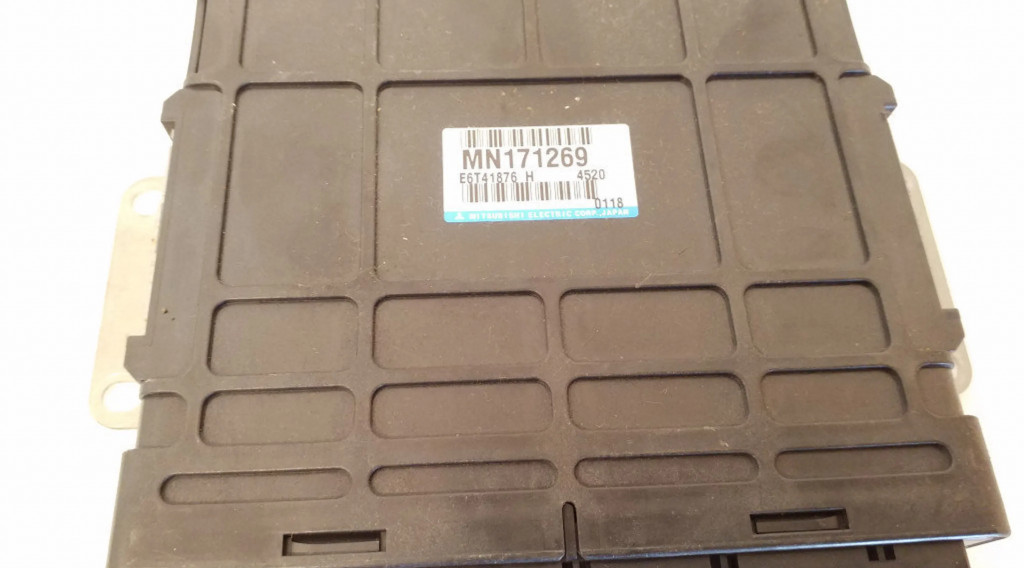 MN171269
E6T41876 H 4520
0118
MITSUBISHI ELECTRIC CORP. JAPAN